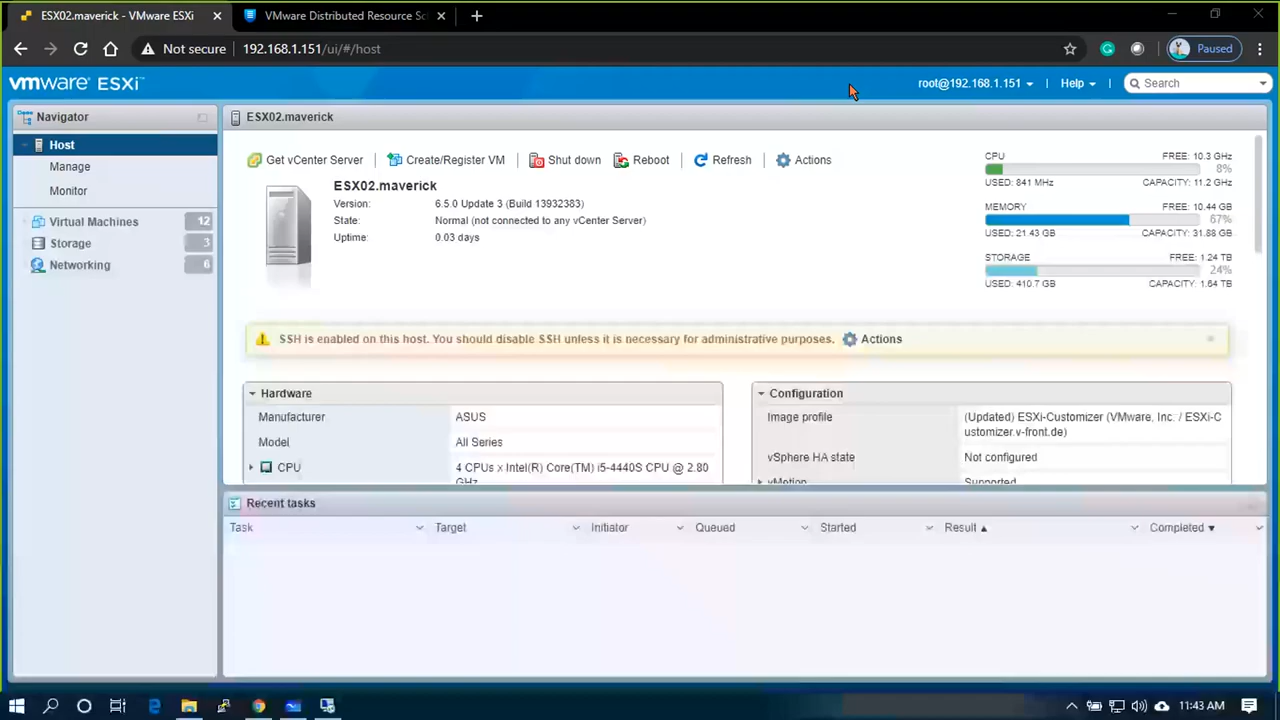 ESX02.maverick - VMware ESXi
VMware Distributed Resource Sc
Not secure
192.168.1.151/ui/#/host
Paused
vmware ESXi™
root@192.168.1.151
Help
Search
Navigator
ESX02.maverick
Host
Manage
Monitor
Virtual Machines 12
Storage 3
Networking 6
Get vCenter Server
Create/Register VM
Shut down
Reboot
Refresh
Actions
ESX02.maverick
Version: 6.5.0 Update 3 (Build 13932383)
State: Normal (not connected to any vCenter Server)
Uptime: 0.03 days
CPU FREE: 10.3 GHz
8%
USED: 841 MHz CAPACITY: 11.2 GHz
MEMORY FREE: 10.44 GB
67%
USED: 21.43 GB CAPACITY: 31.88 GB
STORAGE FREE: 1.24 TB
24%
USED: 410.7 GB CAPACITY: 1.64 TB
SSH is enabled on this host. You should disable SSH unless it is necessary for administrative purposes.
Actions
Hardware
Manufacturer ASUS
Model All Series
CPU 4 CPUs x Intel(R) Core(TM) i5-4440S CPU @ 2.80
GHz
Configuration
Image profile (Updated) ESXi-Customizer (VMware, Inc. / ESXi-C
ustomizer.v-front.de)
vSphere HA state Not configured
vMotion Supported
Recent tasks
Task Target Initiator Queued Started Result Completed
11:43 AM